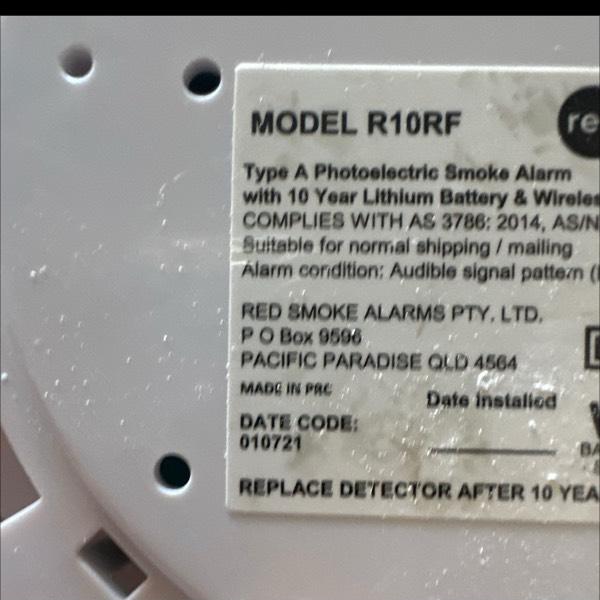 MODEL R10RF
re
Type A Photoelectric Smoke Alarm
with 10 Year Lithium Battery & Wireles
COMPLIES WITH AS 3786: 2014, AS/N
Suitable for normal shipping / mailing
Alarm condition: Audible signal pattern (
RED SMOKE ALARMS PTY. LTD.
P O Box 9596
PACIFIC PARADISE QLD 4564
MADE IN PRC
Date installed
DATE CODE:
010721
BA
REPLACE DETECTOR AFTER 10 YEA